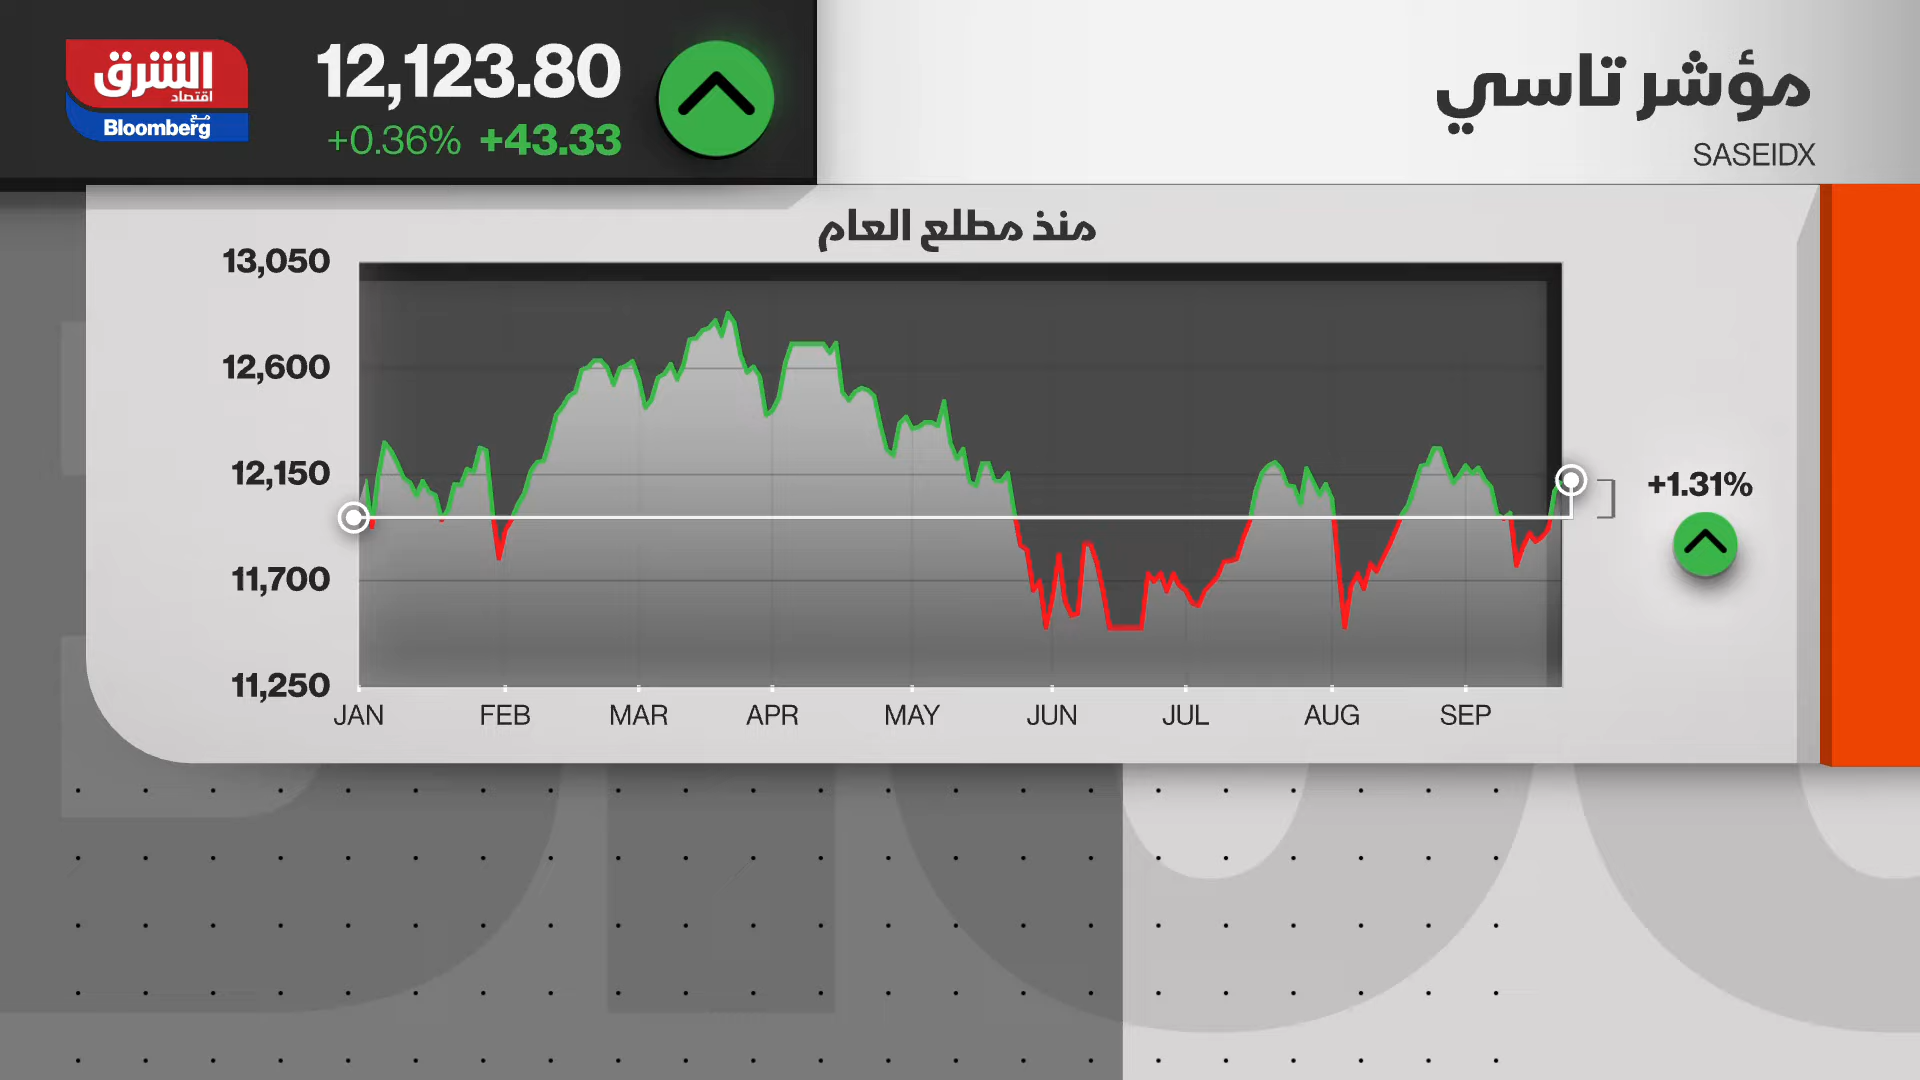 الشرق
اقتصاد
مع
Bloomberg
12,123.80
+0.36% +43.33
مؤشر تاسي
SASEIDX
منذ مطلع العام
13,050
12,600
12,150
11,700
11,250
JAN FEB MAR APR MAY JUN JUL AUG SEP
+1.31%